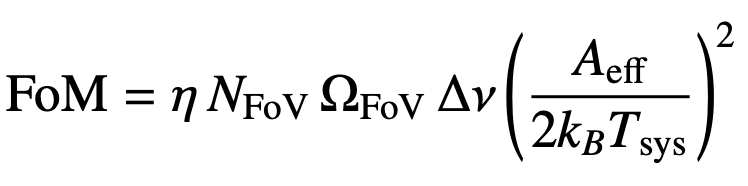 FoM = η N_FoV Ω_FoV Δν (A_eff / 2k_B T_sys)^2